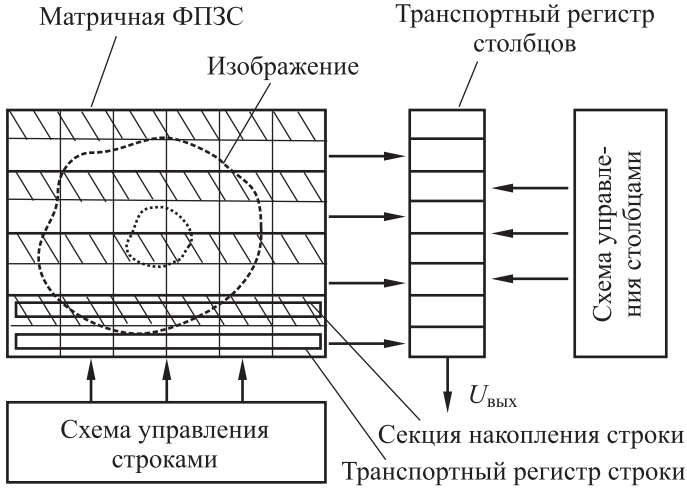 Матричная ФПЗС
Транспортный регистр
столбцов
Изображение
Схема управле-
ния столбцами
Uвых
Схема управления
строками
Секция накопления строки
Транспортный регистр строки